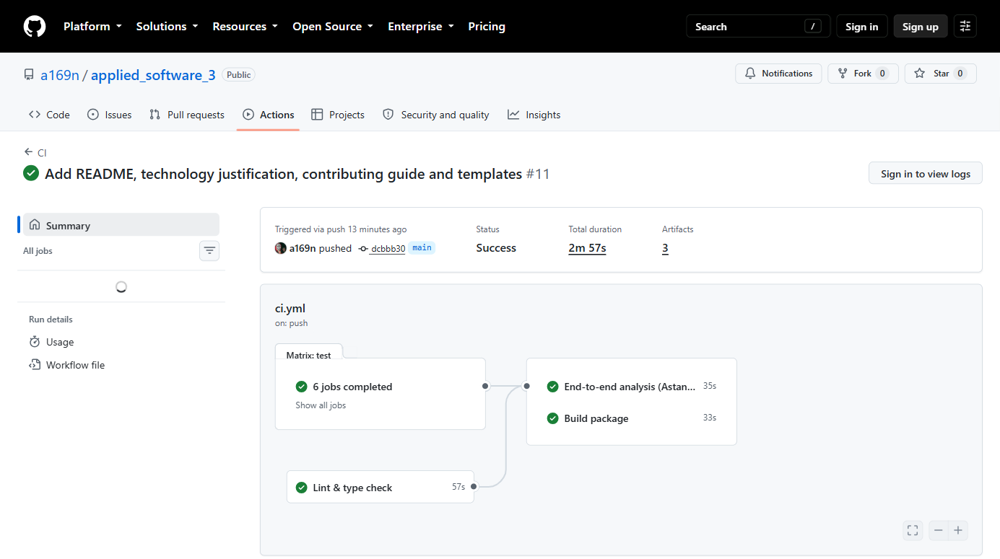 Platform Solutions Resources Open Source Enterprise Pricing Search / Sign in Sign up
a169n / applied_software_3 Public Notifications Fork 0 Star 0
Code Issues Pull requests Actions Projects Security and quality Insights
CI
Add README, technology justification, contributing guide and templates #11 Sign in to view logs
Summary
All jobs
Run details
Usage
Workflow file
Triggered via push 13 minutes ago Status Total duration Artifacts
a169n pushed dcbbb30 main Success 2m 57s 3
ci.yml
on: push
Matrix: test
6 jobs completed
Show all jobs
End-to-end analysis (Astan... 35s
Build package 33s
Lint & type check 57s